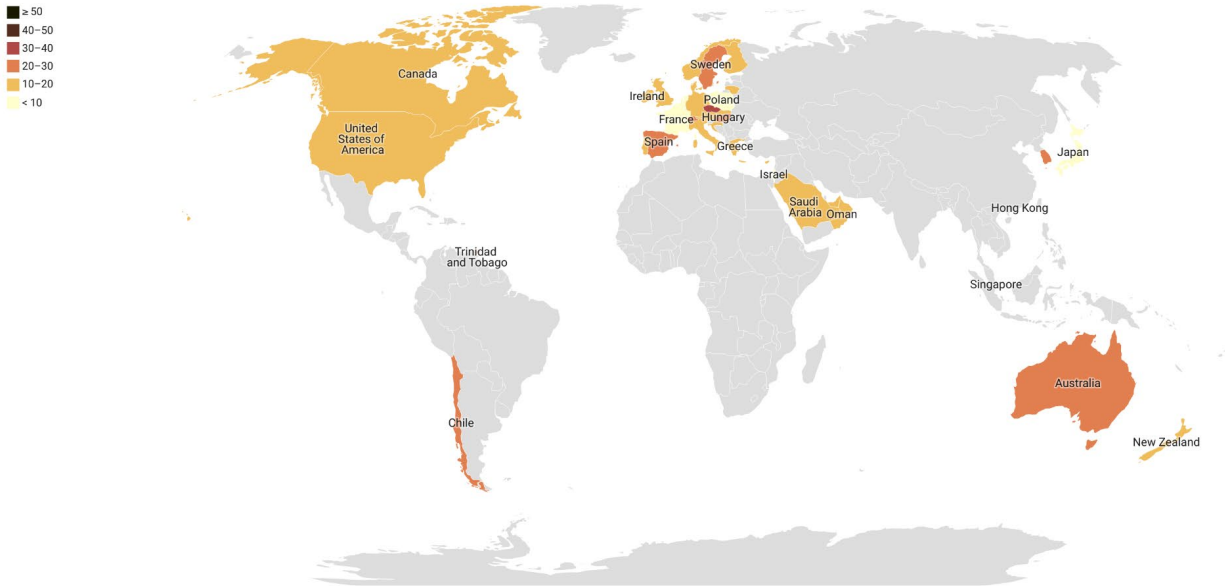 ≥ 50
40–50
30–40
20–30
10–20
< 10
Canada
United
States of
America
Trinidad
and Tobago
Chile
Sweden
Ireland
Poland
France
Hungary
Spain
Greece
Israel
Saudi
Arabia
Oman
Japan
Hong Kong
Singapore
Australia
New Zealand